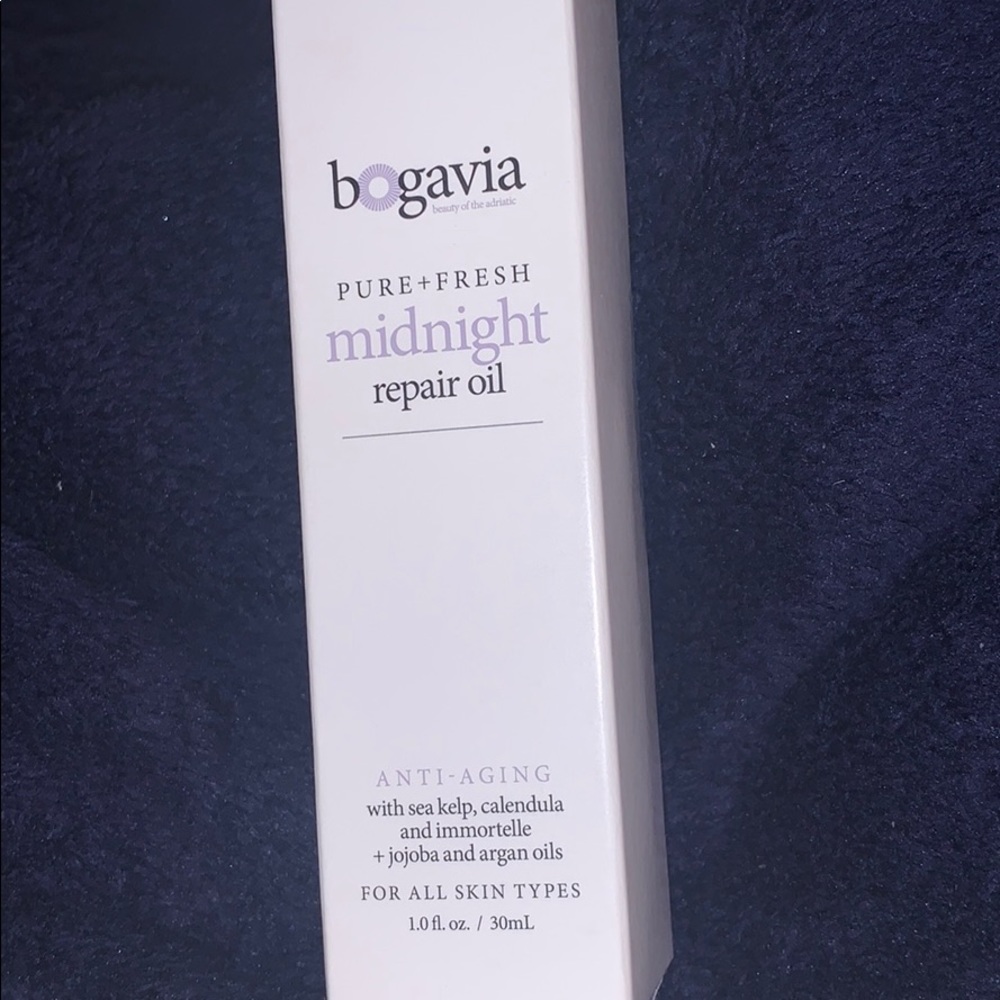 bogavia
beauty of the adriatic
PURE+FRESH
midnight
repair oil
ANTI-AGING
with sea kelp, calendula
and immortelle
+ jojoba and argan oils
FOR ALL SKIN TYPES
1.0 fl. oz. / 30mL